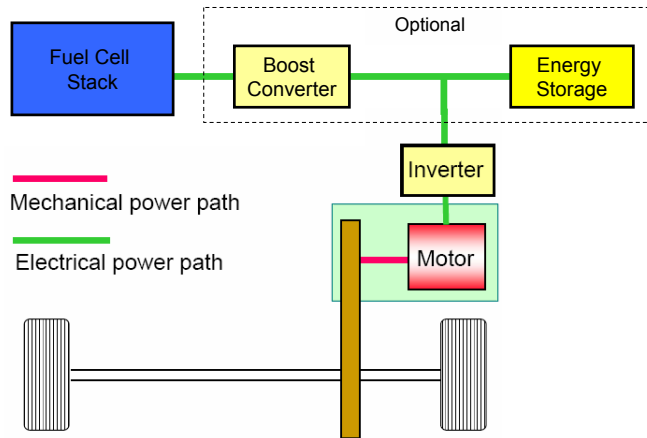 Optional
Fuel Cell
Stack
Boost
Converter
Energy
Storage
Inverter
Mechanical power path
Motor
Electrical power path